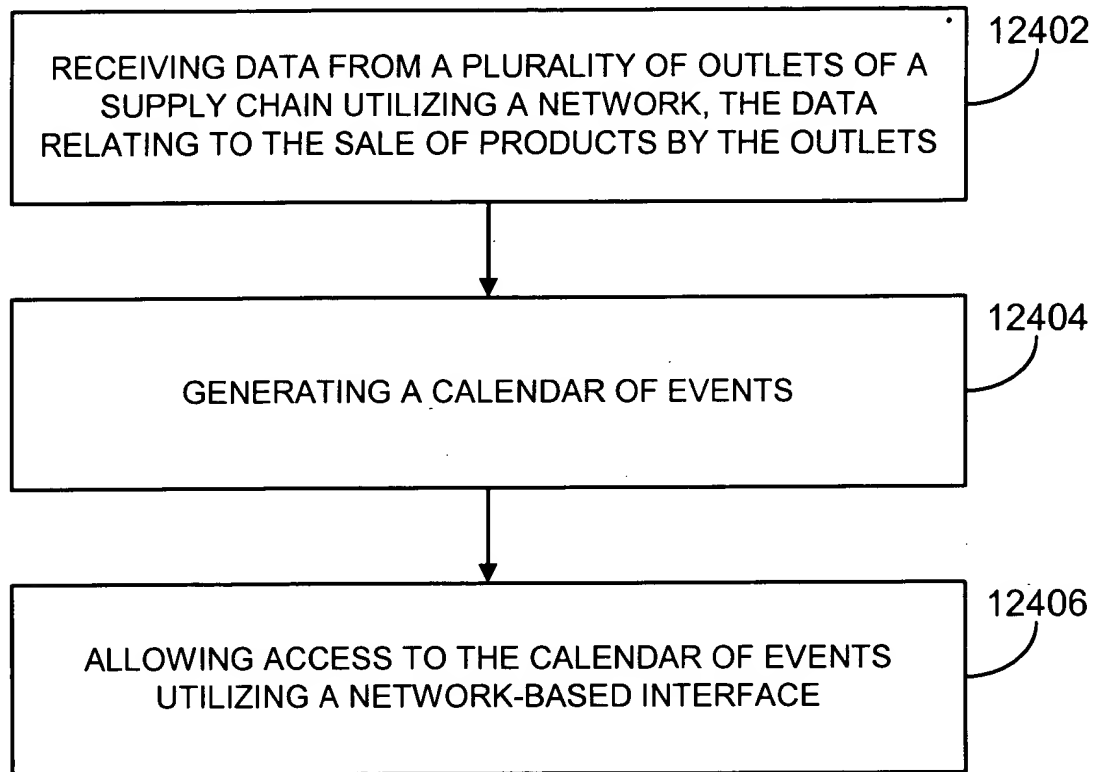 12402
RECEIVING DATA FROM A PLURALITY OF OUTLETS OF A
SUPPLY CHAIN UTILIZING A NETWORK, THE DATA
RELATING TO THE SALE OF PRODUCTS BY THE OUTLETS
12404
GENERATING A CALENDAR OF EVENTS
12406
ALLOWING ACCESS TO THE CALENDAR OF EVENTS
UTILIZING A NETWORK-BASED INTERFACE